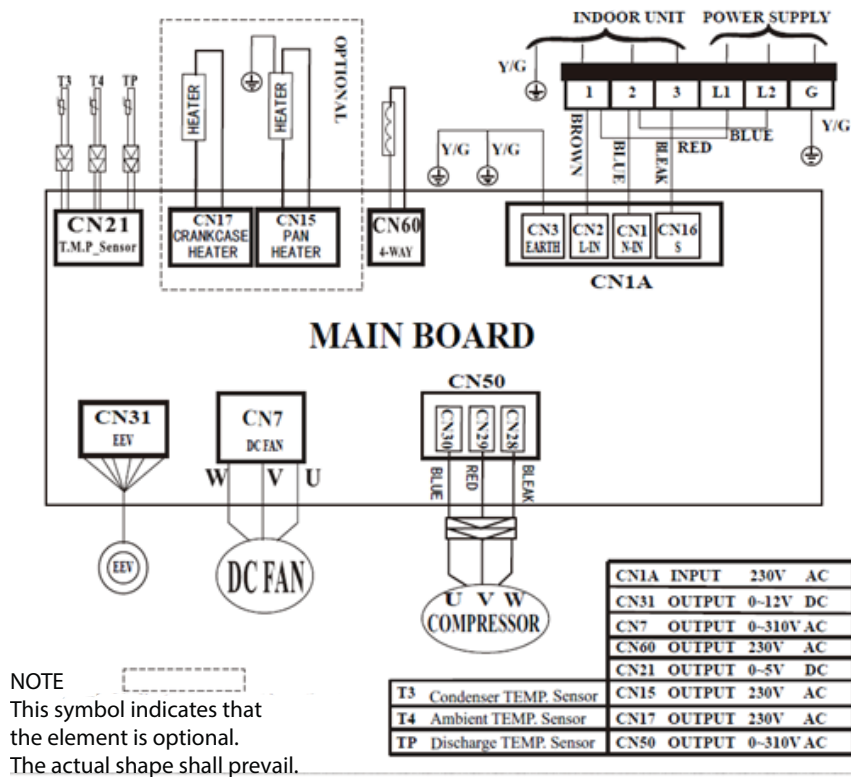 INDOOR UNIT POWER SUPPLY
Y/G
1 2 3 L1 L2 G
Y/G
BROWN
BLUE
BLEAK
RED
BLUE
T3 T4 TP
HEATER
HEATER
OPTIONAL
Y/G Y/G
CN21
T.M.P_Sensor
CN17
CRANKCASE
HEATER
CN15
PAN
HEATER
CN60
4-WAY
CN3
EARTH
CN2
L-IN
CN1
N-IN
CN16
S
CN1A
MAIN BOARD
CN31
EEV
CN7
DC FAN
W V U
CN50
CN30
CN29
CN28
BLUE
RED
BLEAK
EEV
DC FAN
U V W
COMPRESSOR
CN1A INPUT 230V AC
CN31 OUTPUT 0~12V DC
CN7 OUTPUT 0~310V AC
CN60 OUTPUT 230V AC
CN21 OUTPUT 0~5V DC
T3 Condenser TEMP. Sensor CN15 OUTPUT 230V AC
T4 Ambient TEMP. Sensor CN17 OUTPUT 230V AC
TP Discharge TEMP. Sensor CN50 OUTPUT 0~310V AC
NOTE
This symbol indicates that
the element is optional.
The actual shape shall prevail.